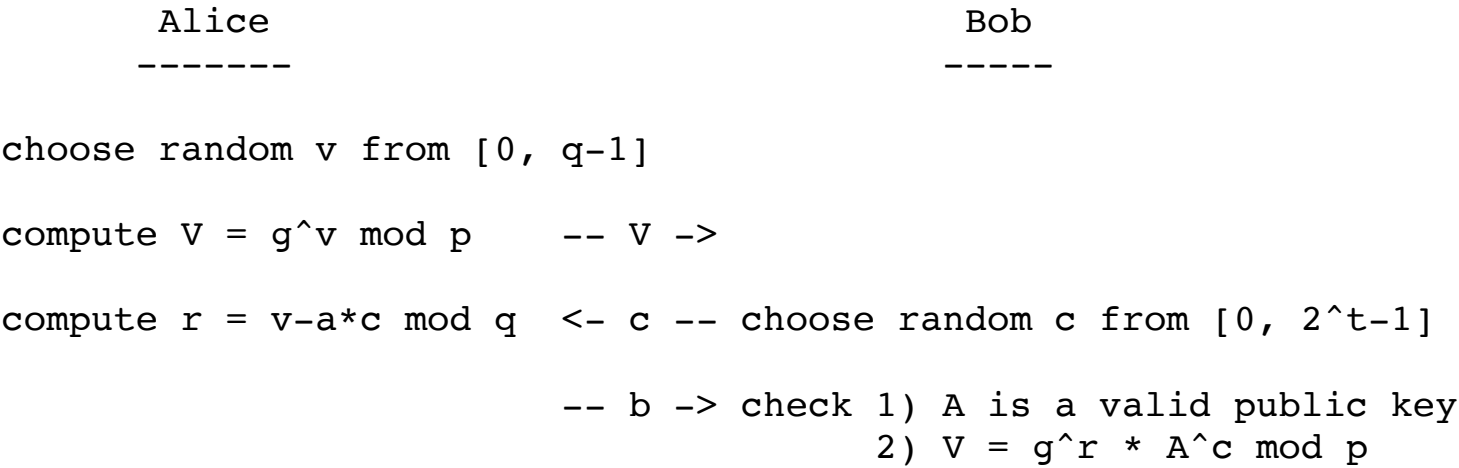 Alice Bob
------- -----
choose random v from [0, q-1]
compute V = g^v mod p -- V ->
compute r = v-a*c mod q <- c -- choose random c from [0, 2^t-1]
-- b -> check 1) A is a valid public key
2) V = g^r * A^c mod p